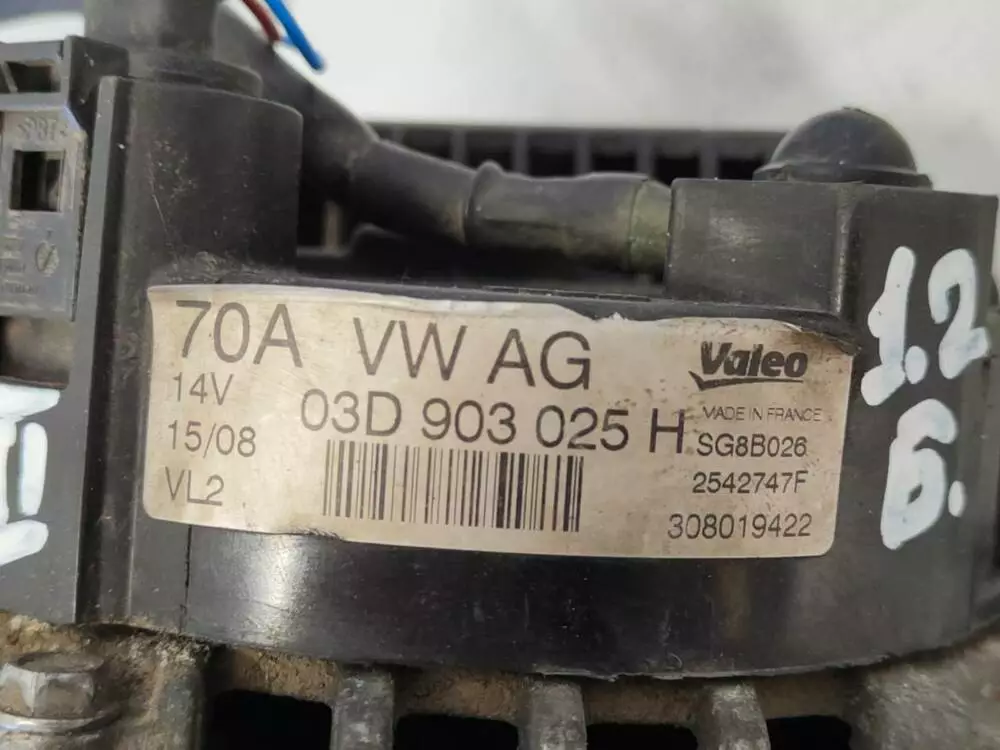 70A VW AG
14V
15/08
VL2
03D 903 025 H
Valeo
MADE IN FRANCE
SG8B026
2542747F
308019422
1.2
6.